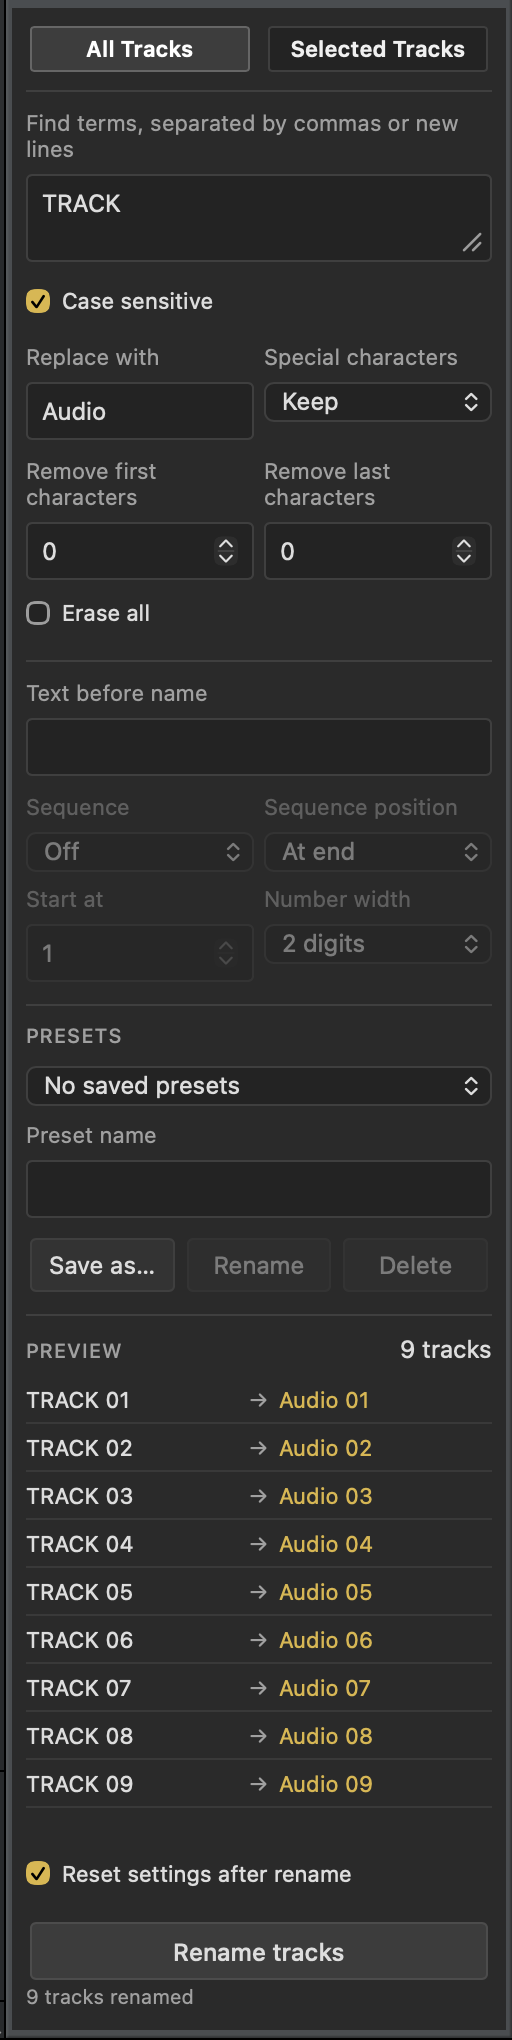 All Tracks Selected Tracks
Find terms, separated by commas or new
lines
TRACK
Case sensitive
Replace with Special characters
Audio Keep
Remove first Remove last
characters characters
0 0
Erase all
Text before name
Sequence Sequence position
Off At end
Start at Number width
1 2 digits
PRESETS
No saved presets
Preset name
Save as... Rename Delete
PREVIEW 9 tracks
TRACK 01 → Audio 01
TRACK 02 → Audio 02
TRACK 03 → Audio 03
TRACK 04 → Audio 04
TRACK 05 → Audio 05
TRACK 06 → Audio 06
TRACK 07 → Audio 07
TRACK 08 → Audio 08
TRACK 09 → Audio 09
Reset settings after rename
Rename tracks
9 tracks renamed